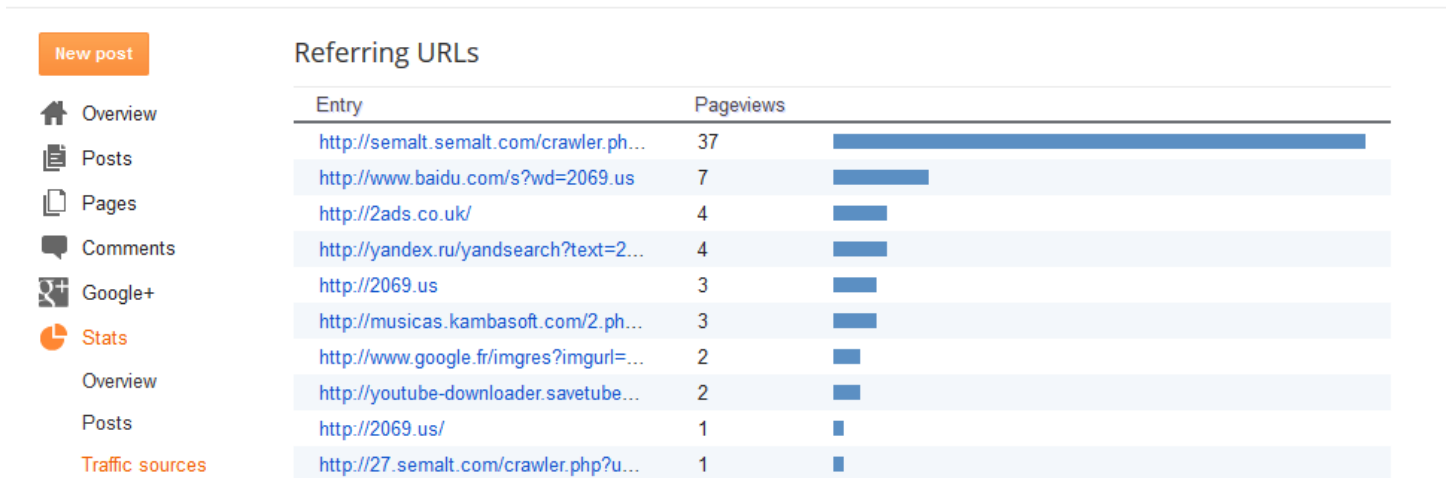 New post
Overview
Posts
Pages
Comments
Google+
Stats
Overview
Posts
Traffic sources
Referring URLs
Entry Pageviews
http://semalt.semalt.com/crawler.ph... 37
http://www.baidu.com/s?wd=2069.us 7
http://2ads.co.uk/ 4
http://yandex.ru/yandsearch?text=2... 4
http://2069.us 3
http://musicas.kambasoft.com/2.ph... 3
http://www.google.fr/imgres?imgurl=... 2
http://youtube-downloader.savetube... 2
http://2069.us/ 1
http://27.semalt.com/crawler.php?u... 1